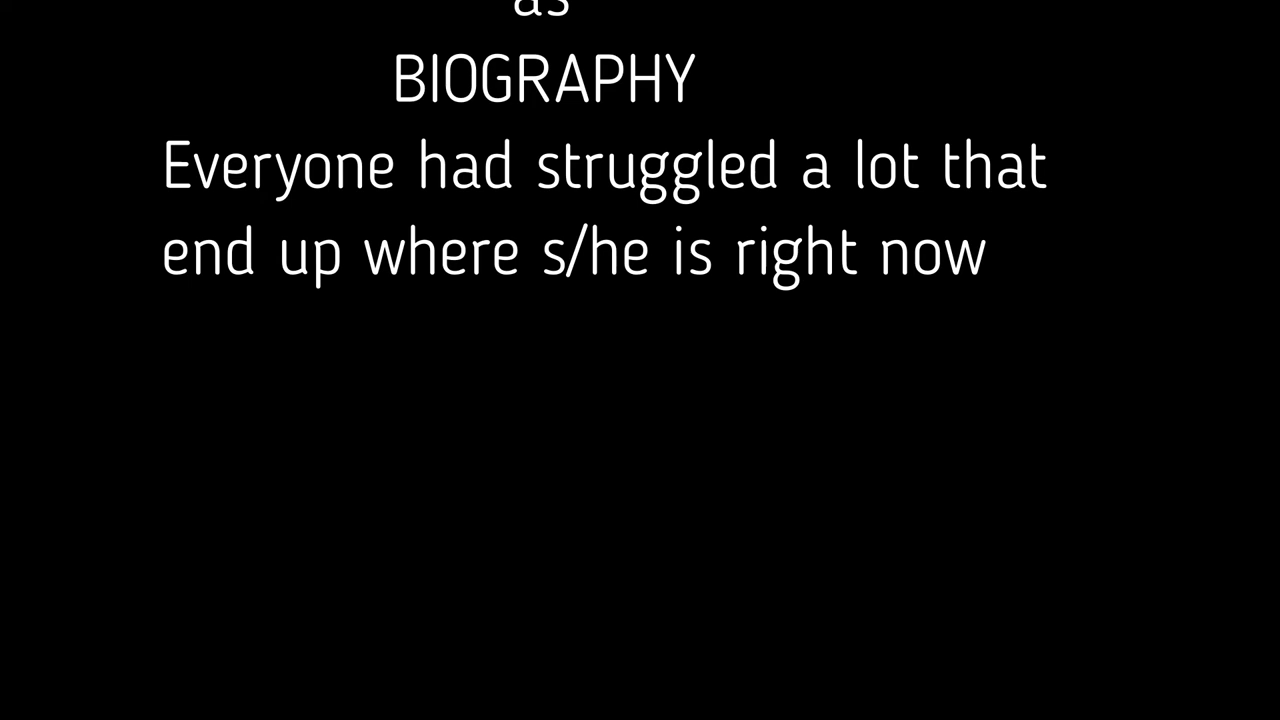 as
BIOGRAPHY
Everyone had struggled a lot that
end up where s/he is right now